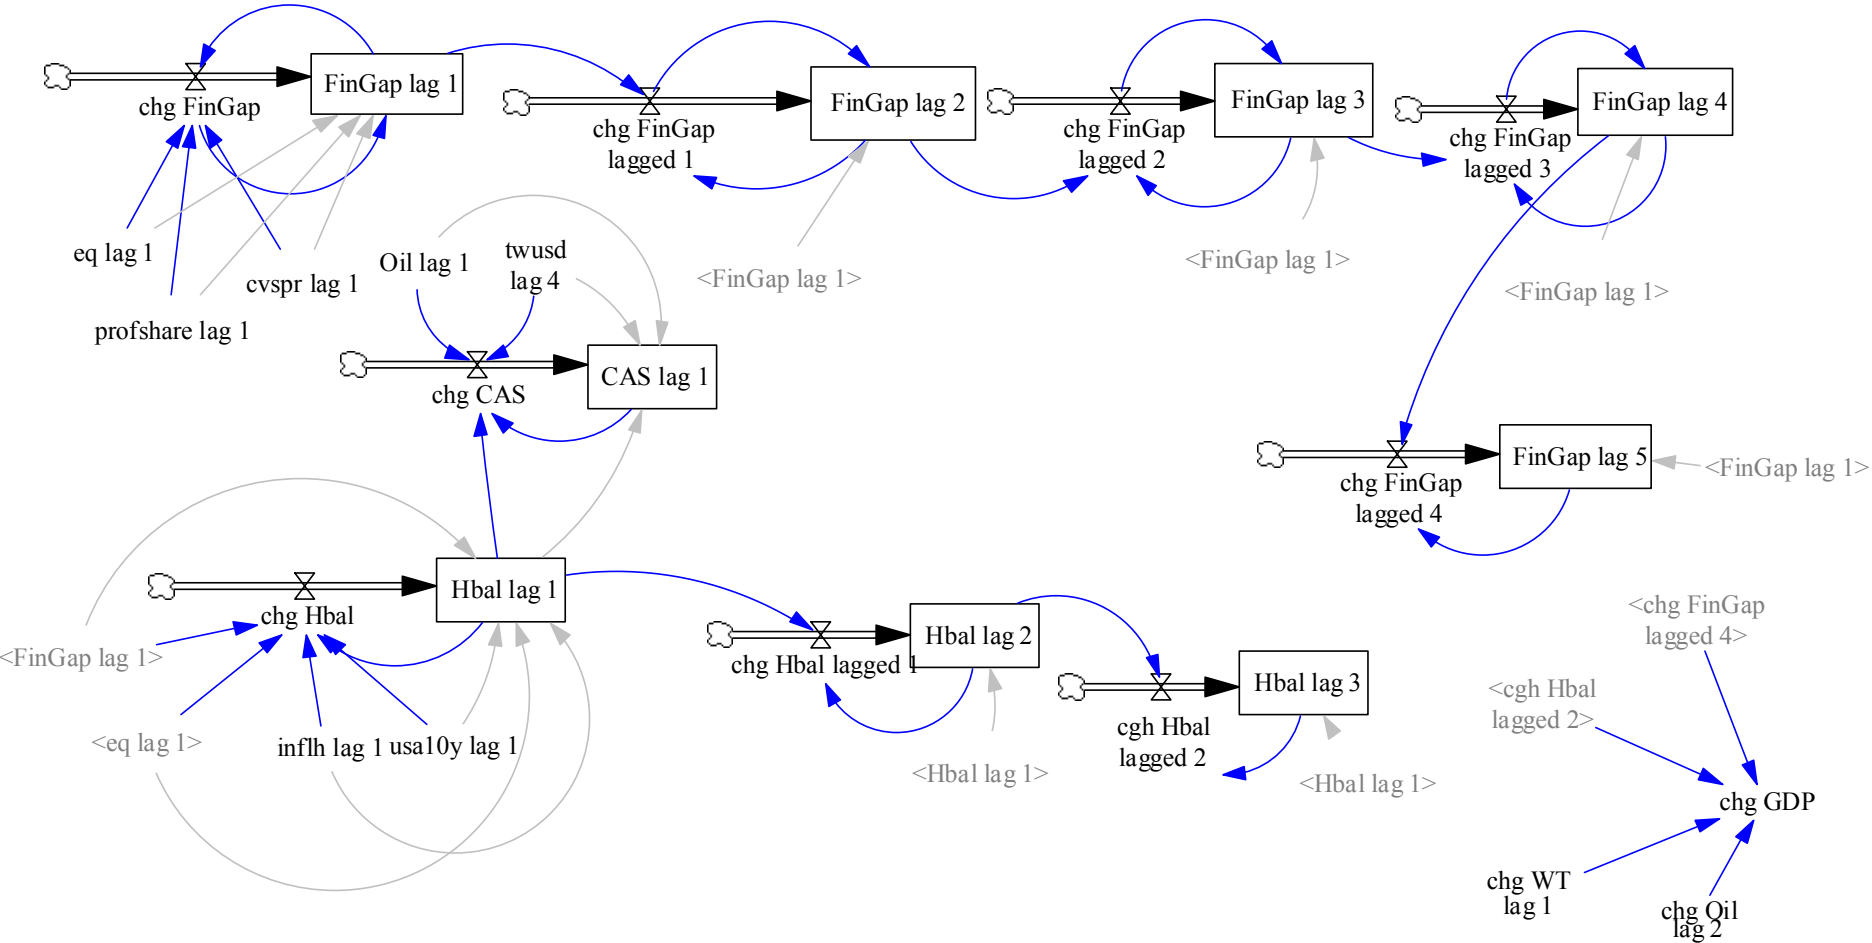 FinGap lag 1
chg FinGap
FinGap lag 2
chg FinGap
lagged 1
FinGap lag 3
chg FinGap
lagged 2
FinGap lag 4
chg FinGap
lagged 3
eq lag 1
cvspr lag 1
profshare lag 1
Oil lag 1
twusd
lag 4
<FinGap lag 1>
<FinGap lag 1>
<FinGap lag 1>
CAS lag 1
chg CAS
FinGap lag 5
<FinGap lag 1>
chg FinGap
lagged 4
Hbal lag 1
chg Hbal
<FinGap lag 1>
<eq lag 1>
inflh lag 1
usa10y lag 1
Hbal lag 2
chg Hbal lagged 1
Hbal lag 3
cgh Hbal
lagged 2
<Hbal lag 1>
<Hbal lag 1>
<chg FinGap
lagged 4>
<cgh Hbal
lagged 2>
chg GDP
chg WT
lag 1
chg Oil
lag 2